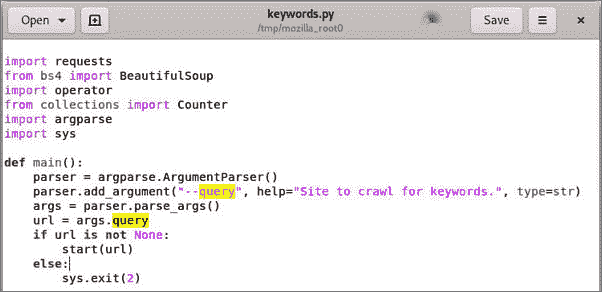 Open
keywords.py
/tmp/mozilla_root0
Save
import requests
from bs4 import BeautifulSoup
import operator
from collections import Counter
import argparse
import sys
def main():
    parser = argparse.ArgumentParser()
    parser.add_argument("--query", help="Site to crawl for keywords.", type=str)
    args = parser.parse_args()
    url = args.query
    if url is not None:
        start(url)
    else:
        sys.exit(2)